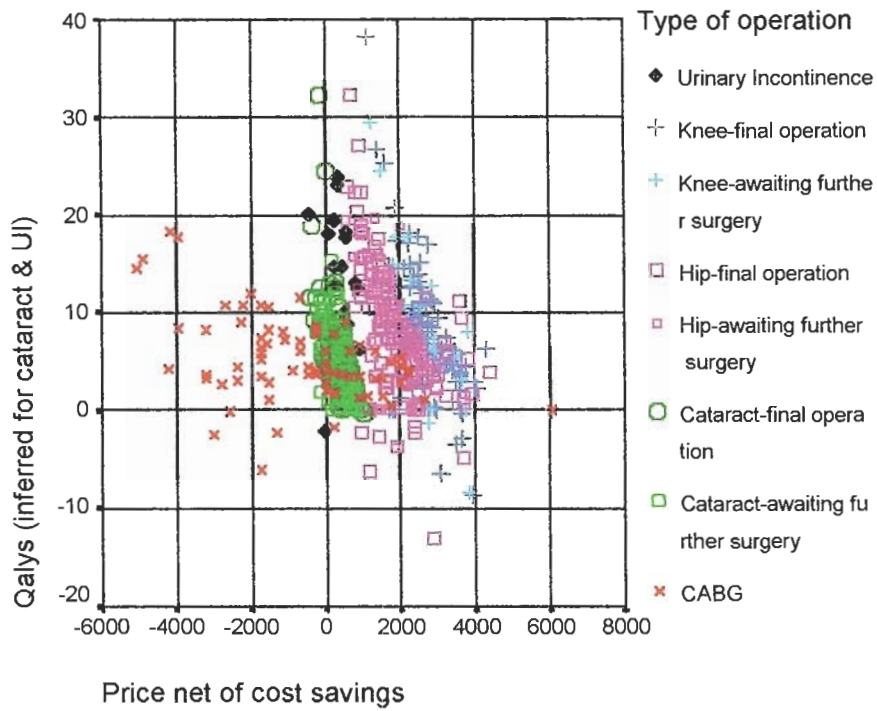 Type of operation
Urinary Incontinence
Knee-final operation
Knee-awaiting furthe
r surgery
Hip-final operation
Hip-awaiting further
surgery
Cataract-final opera
tion
Cataract-awaiting fu
rther surgery
CABG
Qalys (inferred for cataract & UI)
40
30
20
10
0
-10
-20
-6000
-4000
-2000
0
2000
4000
6000
8000
Price net of cost savings